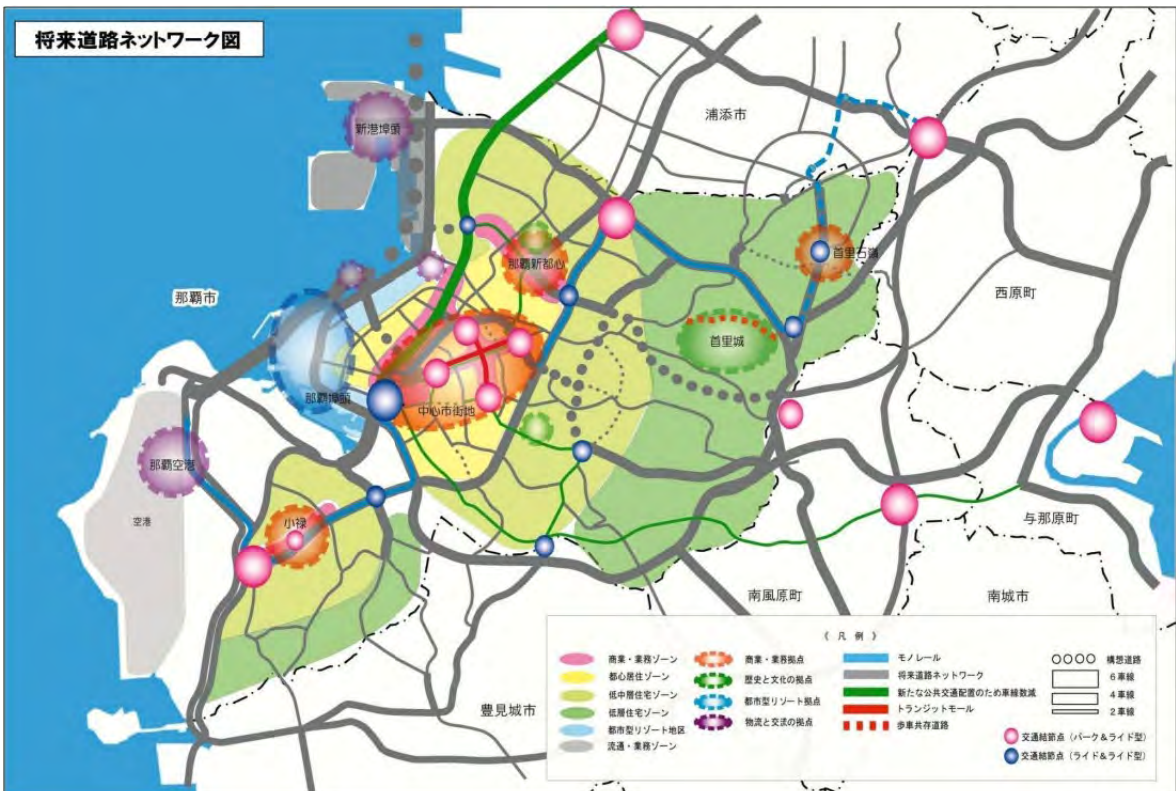 将来道路ネットワーク図
新港埠頭
浦添市
那覇新都心
首里石嶺
那覇市
西原町
首里城
那覇埠頭
中心市街地
那覇空港
空港
小禄
与那原町
南風原町
南城市
豊見城市
《 凡 例 》
商業・業務ゾーン
都心居住ゾーン
低中層住宅ゾーン
低層住宅ゾーン
都市型リゾート地区
流通・業務ゾーン
商業・業務拠点
歴史と文化の拠点
都市型リゾート拠点
物流と交流の拠点
モノレール
将来道路ネットワーク
新たな公共交通配置のため車線数減
トランジットモール
歩車共存道路
構想道路
6車線
4車線
2車線
交通結節点(パーク&ライド型)
交通結節点(ライド&ライド型)